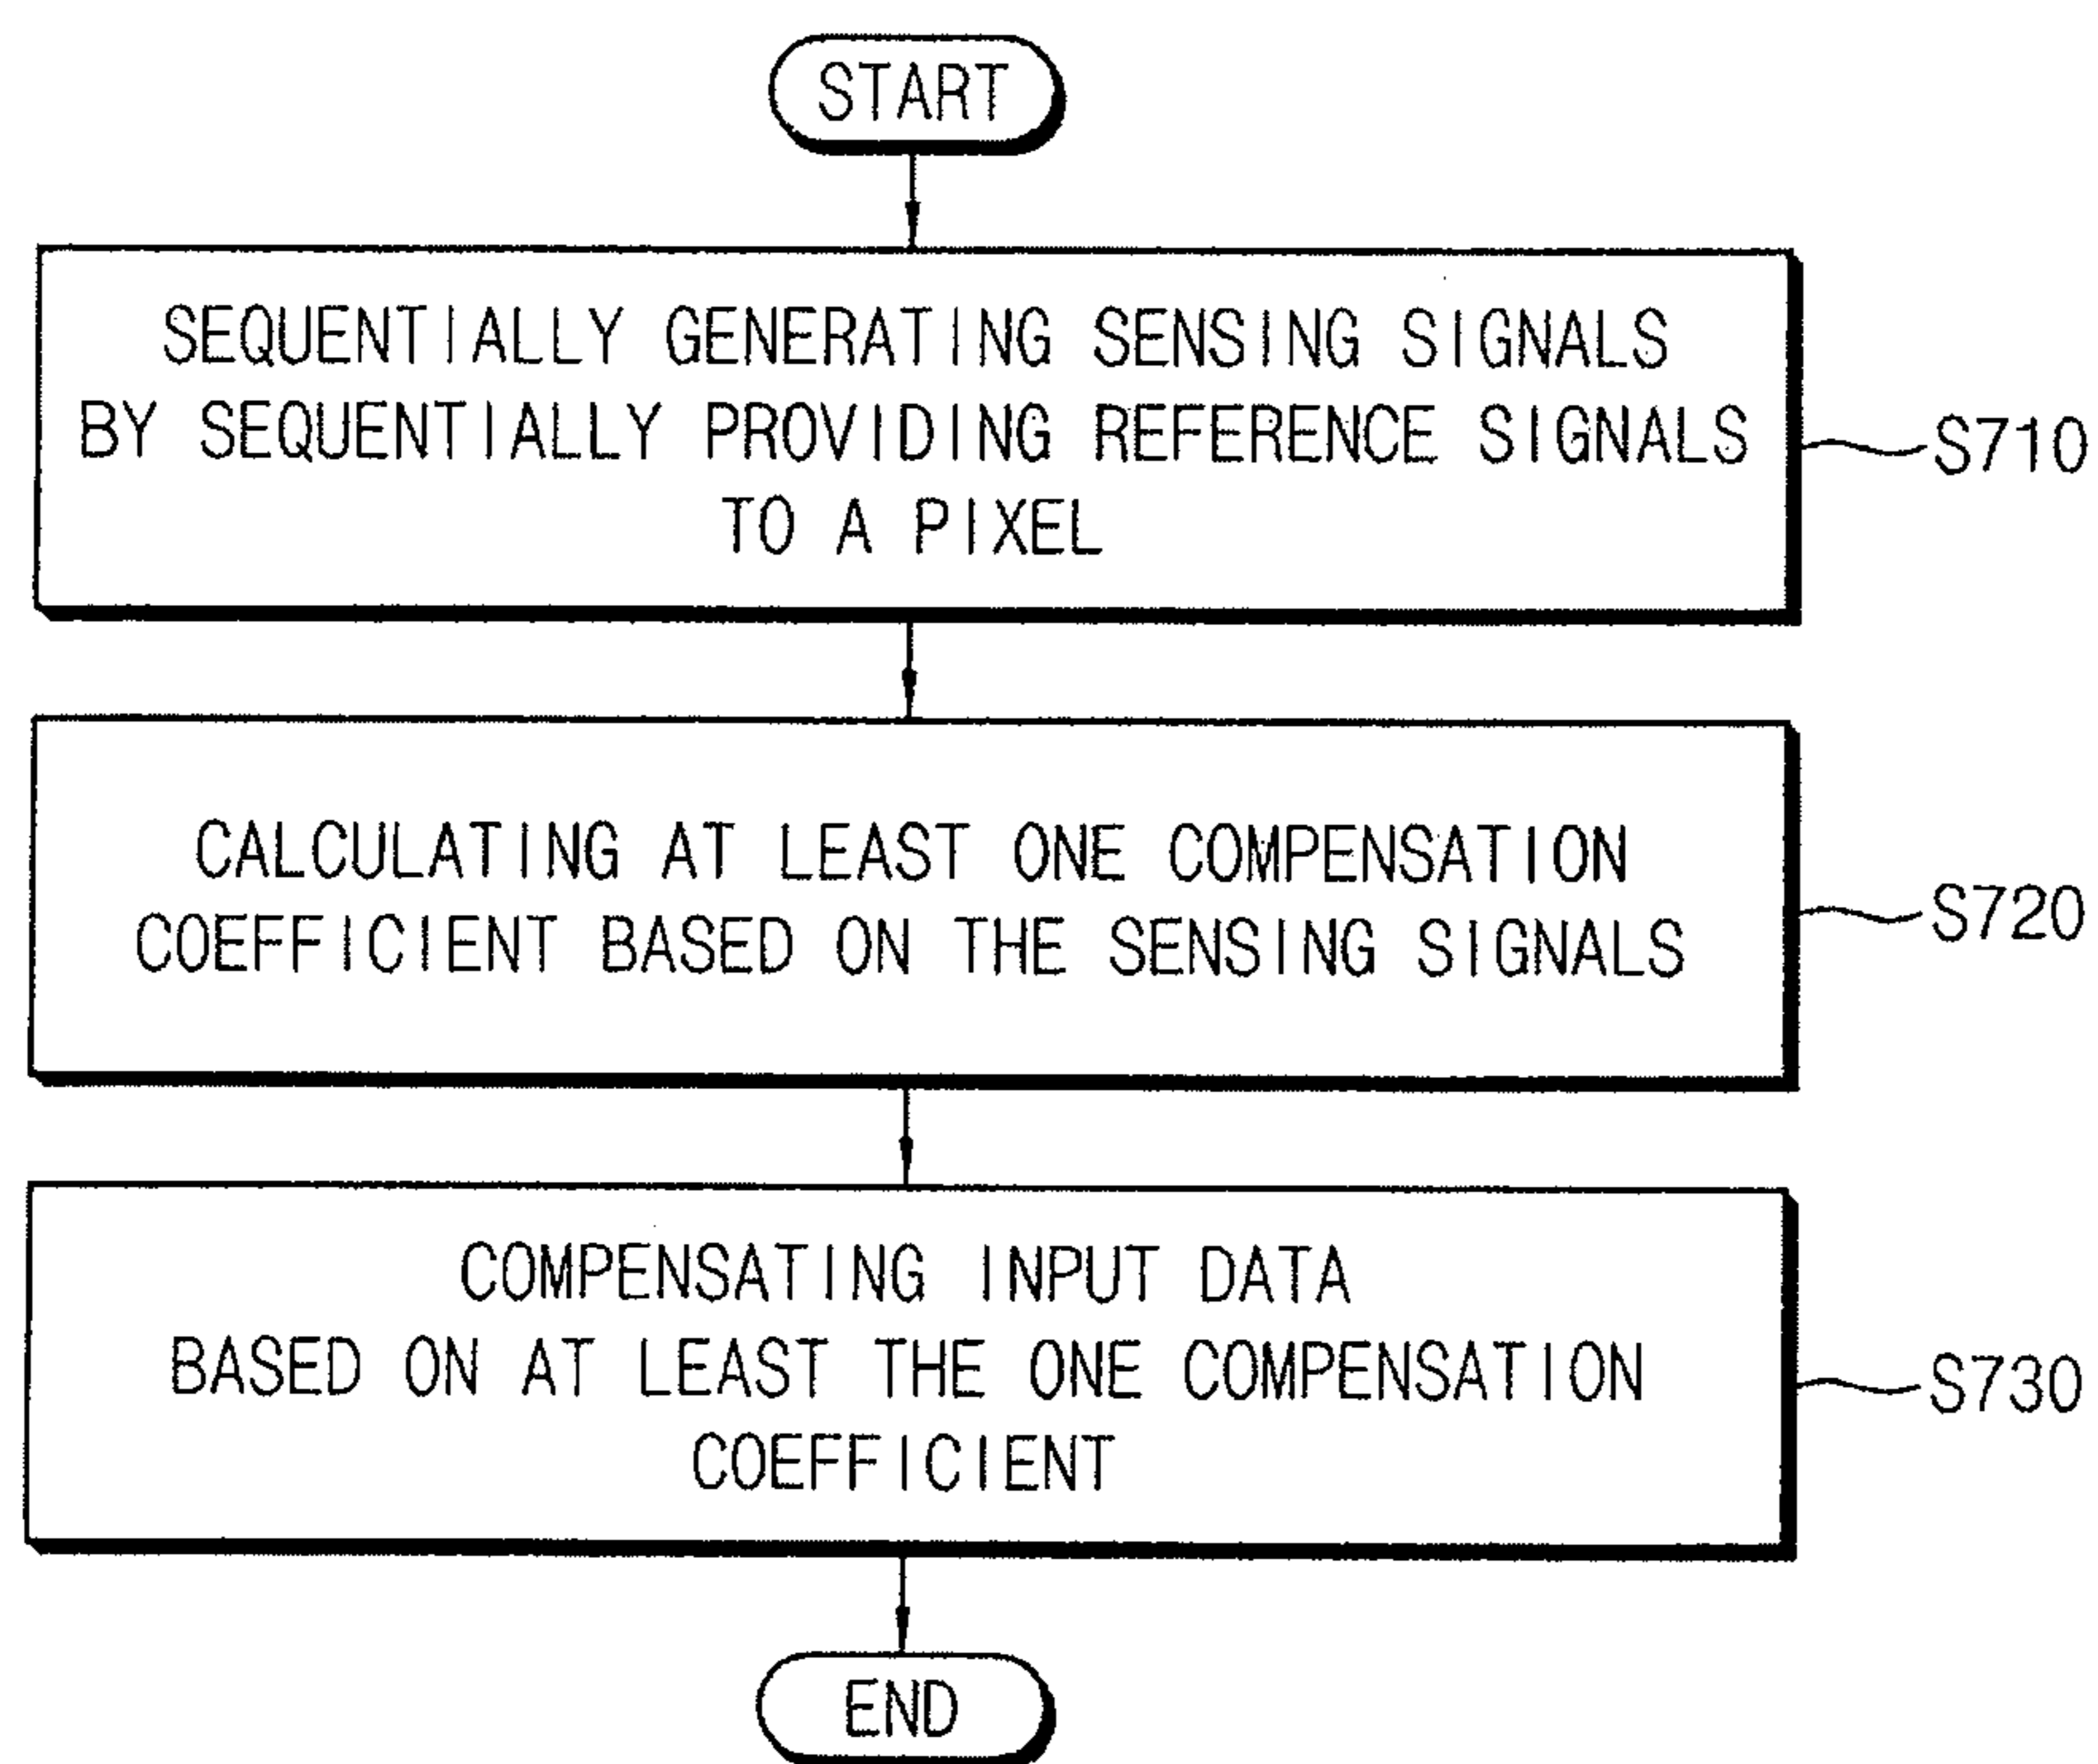 START
SEQUENTIALLY GENERATING SENSING SIGNALS
BY SEQUENTIALLY PROVIDING REFERENCE SIGNALS
TO A PIXEL
S710
CALCULATING AT LEAST ONE COMPENSATION
COEFFICIENT BASED ON THE SENSING SIGNALS
S720
COMPENSATING INPUT DATA
BASED ON AT LEAST THE ONE COMPENSATION
COEFFICIENT
S730
END